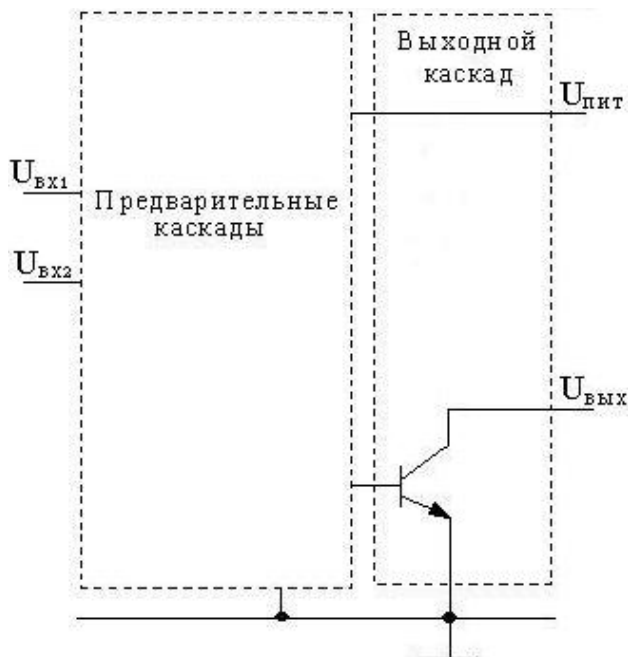 Выходной
каскад
Uпит
Uвх1
Предварительные
каскады
Uвх2
Uвых